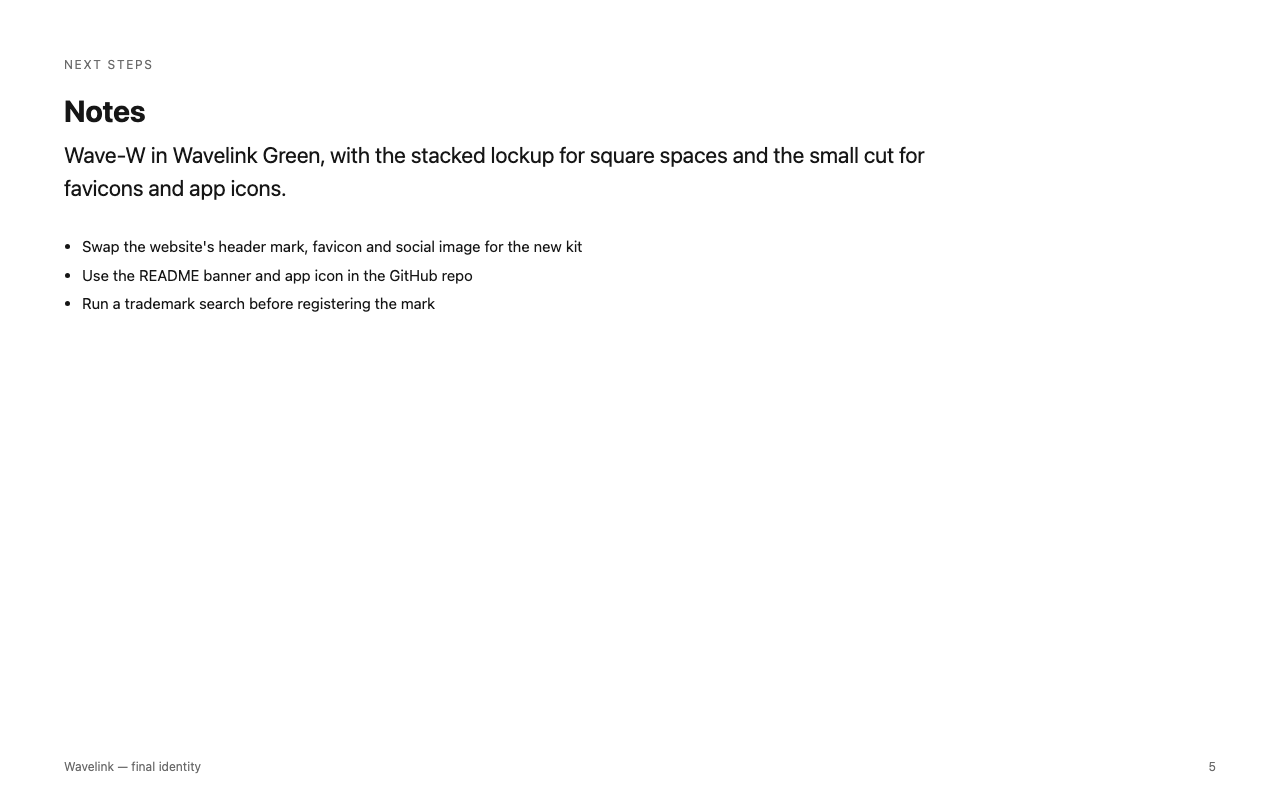 NEXT STEPS
Notes
Wave-W in Wavelink Green, with the stacked lockup for square spaces and the small cut for
favicons and app icons.
• Swap the website's header mark, favicon and social image for the new kit
• Use the README banner and app icon in the GitHub repo
• Run a trademark search before registering the mark
Wavelink — final identity
5